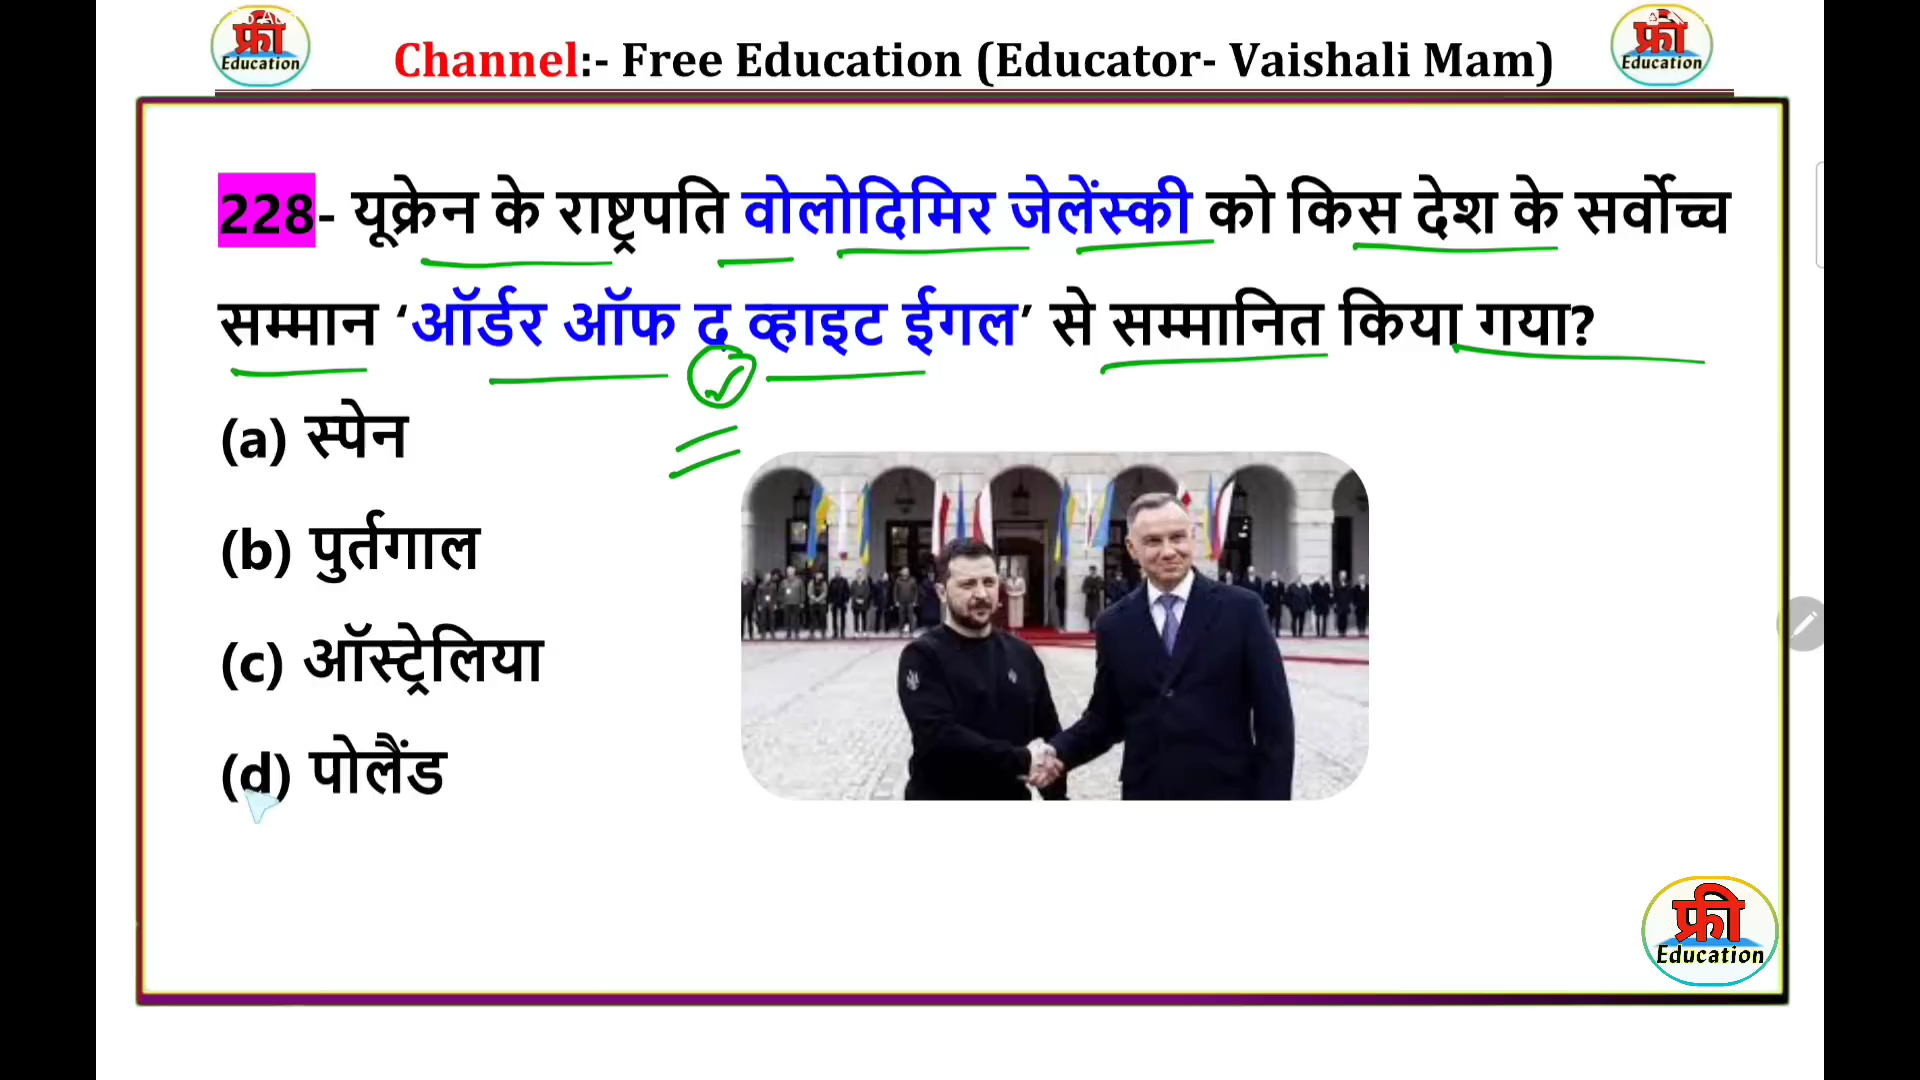 फ्री
Education
Channel:- Free Education (Educator- Vaishali Mam)
फ्री
Education
228- यूक्रेन के राष्ट्रपति वोलोदिमिर जेलेंस्की को किस देश के सर्वोच्च
सम्मान ‘ऑर्डर ऑफ द व्हाइट ईगल’ से सम्मानित किया गया?
(a) स्पेन
(b) पुर्तगाल
(c) ऑस्ट्रेलिया
(d) पोलैंड
फ्री
Education